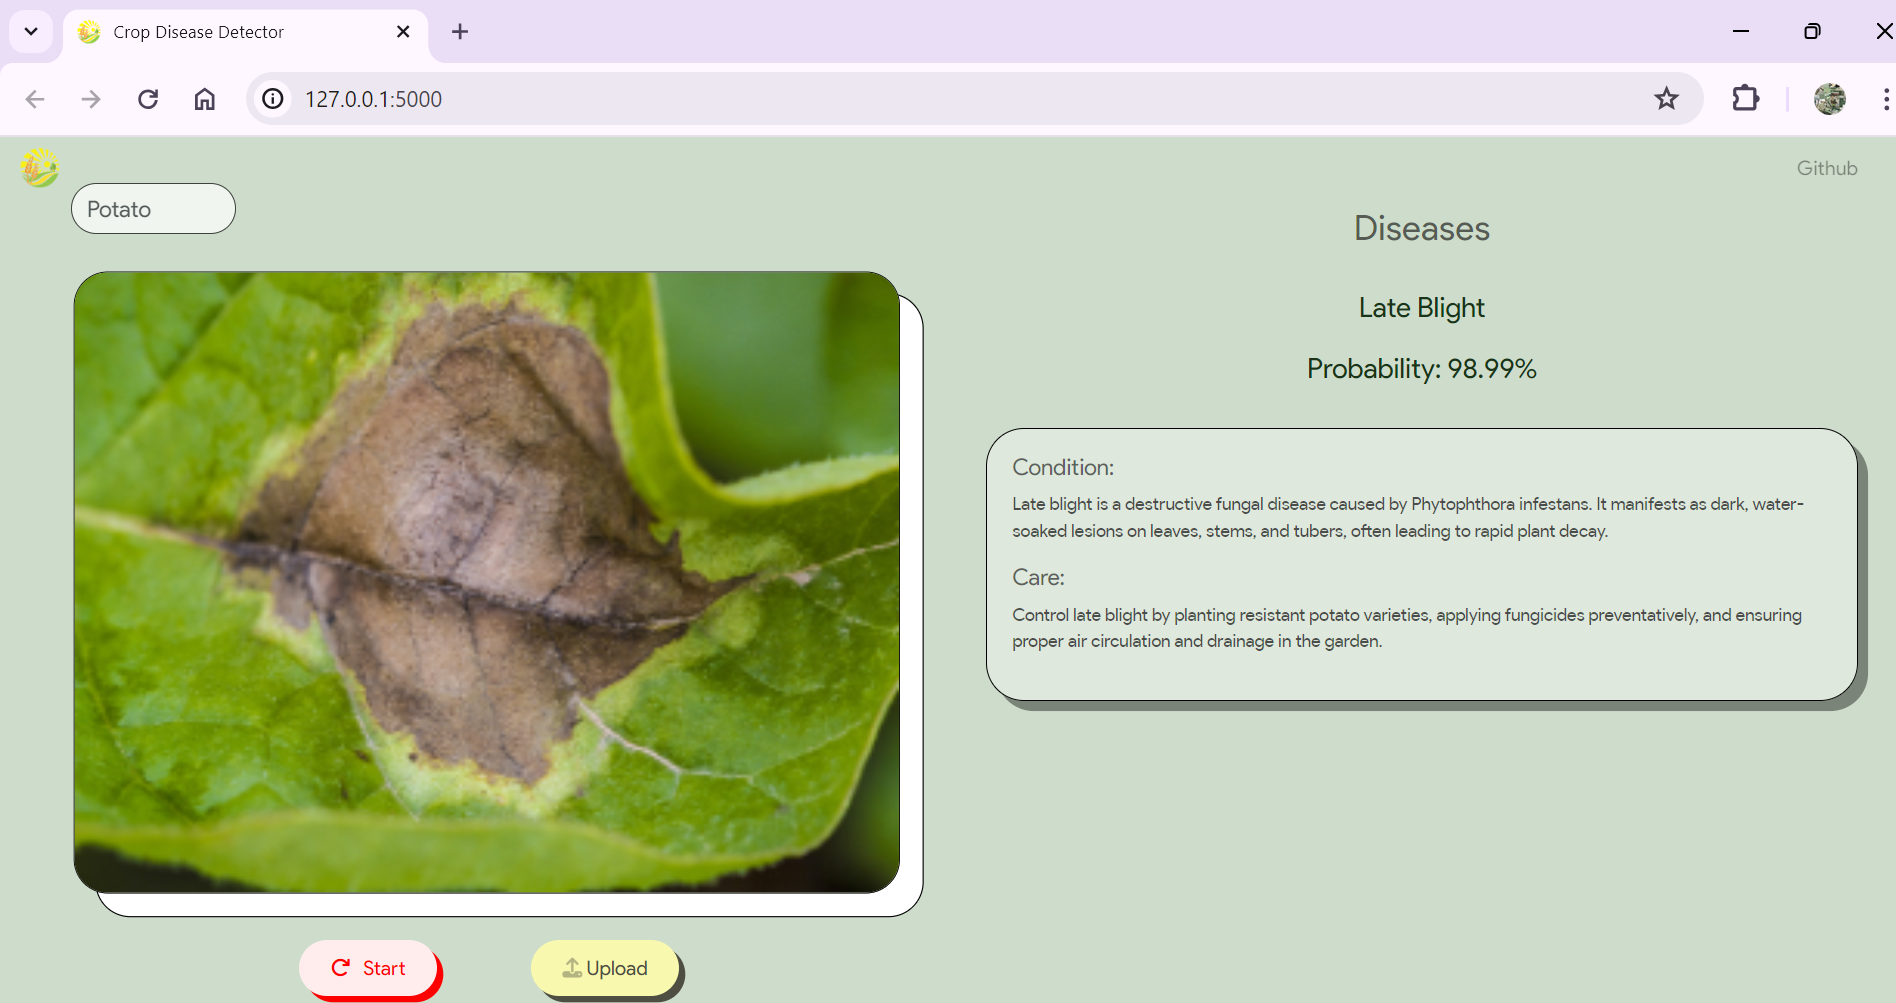 Crop Disease Detector
127.0.0.1:5000
Github
Potato
Diseases
Late Blight
Probability: 98.99%
Condition:
Late blight is a destructive fungal disease caused by Phytophthora infestans. It manifests as dark, water-
soaked lesions on leaves, stems, and tubers, often leading to rapid plant decay.
Care:
Control late blight by planting resistant potato varieties, applying fungicides preventatively, and ensuring
proper air circulation and drainage in the garden.
Start
Upload